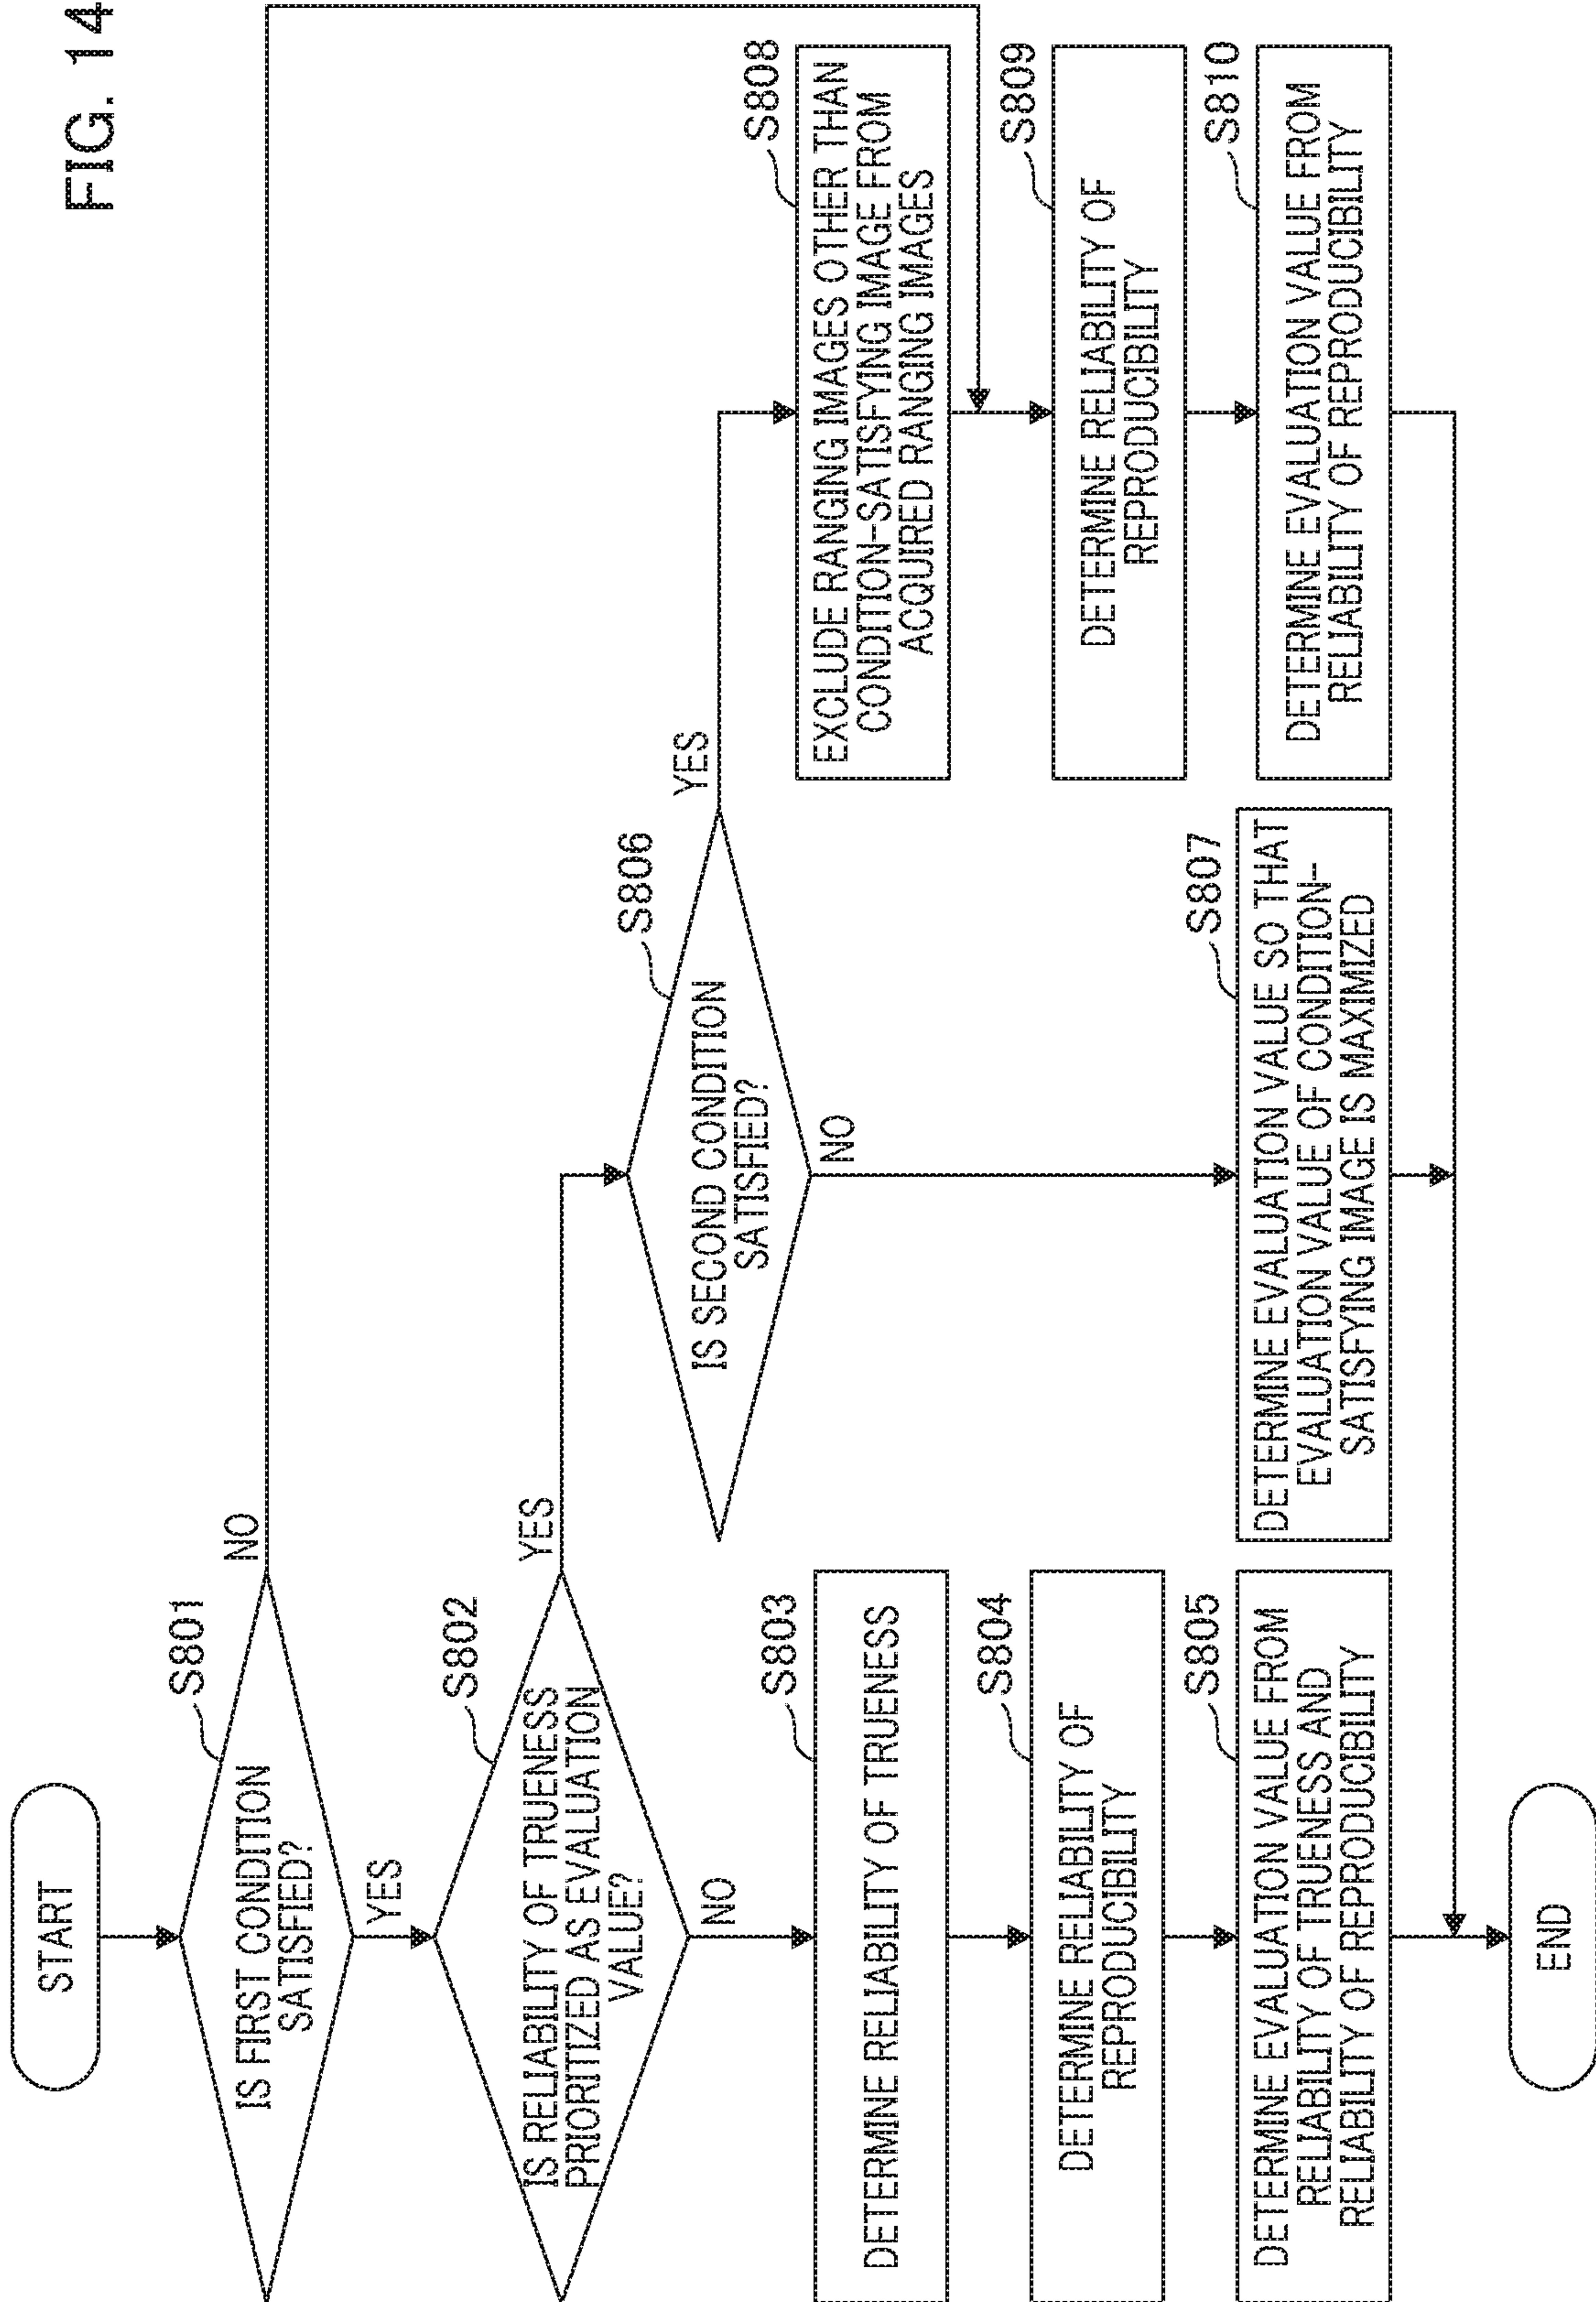 FIG. 14
START
S801
IS FIRST CONDITION
SATISFIED?
NO
YES
S802
IS RELIABILITY OF TRUENESS
PRIORITIZED AS EVALUATION
VALUE?
YES
NO
S803
DETERMINE RELIABILITY OF TRUENESS
S804
DETERMINE RELIABILITY OF
REPRODUCIBILITY
S805
DETERMINE EVALUATION VALUE FROM
RELIABILITY OF TRUENESS AND
RELIABILITY OF REPRODUCIBILITY
S806
IS SECOND CONDITION
SATISFIED?
YES
NO
S807
DETERMINE EVALUATION VALUE SO THAT
EVALUATION VALUE OF CONDITION-
SATISFYING IMAGE IS MAXIMIZED
S808
EXCLUDE RANGING IMAGES OTHER THAN
CONDITION-SATISFYING IMAGE FROM
ACQUIRED RANGING IMAGES
S809
DETERMINE RELIABILITY OF
REPRODUCIBILITY
S810
DETERMINE EVALUATION VALUE FROM
RELIABILITY OF REPRODUCIBILITY
END